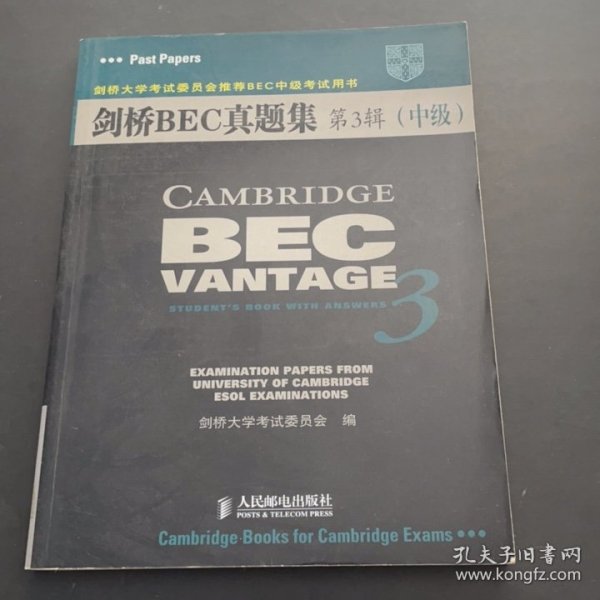 ••• Past Papers
剑桥大学考试委员会推荐BEC中级考试用书
剑桥BEC真题集 第3辑（中级）
CAMBRIDGE
BEC
VANTAGE
3
STUDENT'S BOOK WITH ANSWERS
EXAMINATION PAPERS FROM
UNIVERSITY OF CAMBRIDGE
ESOL EXAMINATIONS
剑桥大学考试委员会 编
人民邮电出版社
POSTS & TELECOM PRESS
Cambridge Books for Cambridge Exams •••
孔夫子旧书网
www.kongfz.com